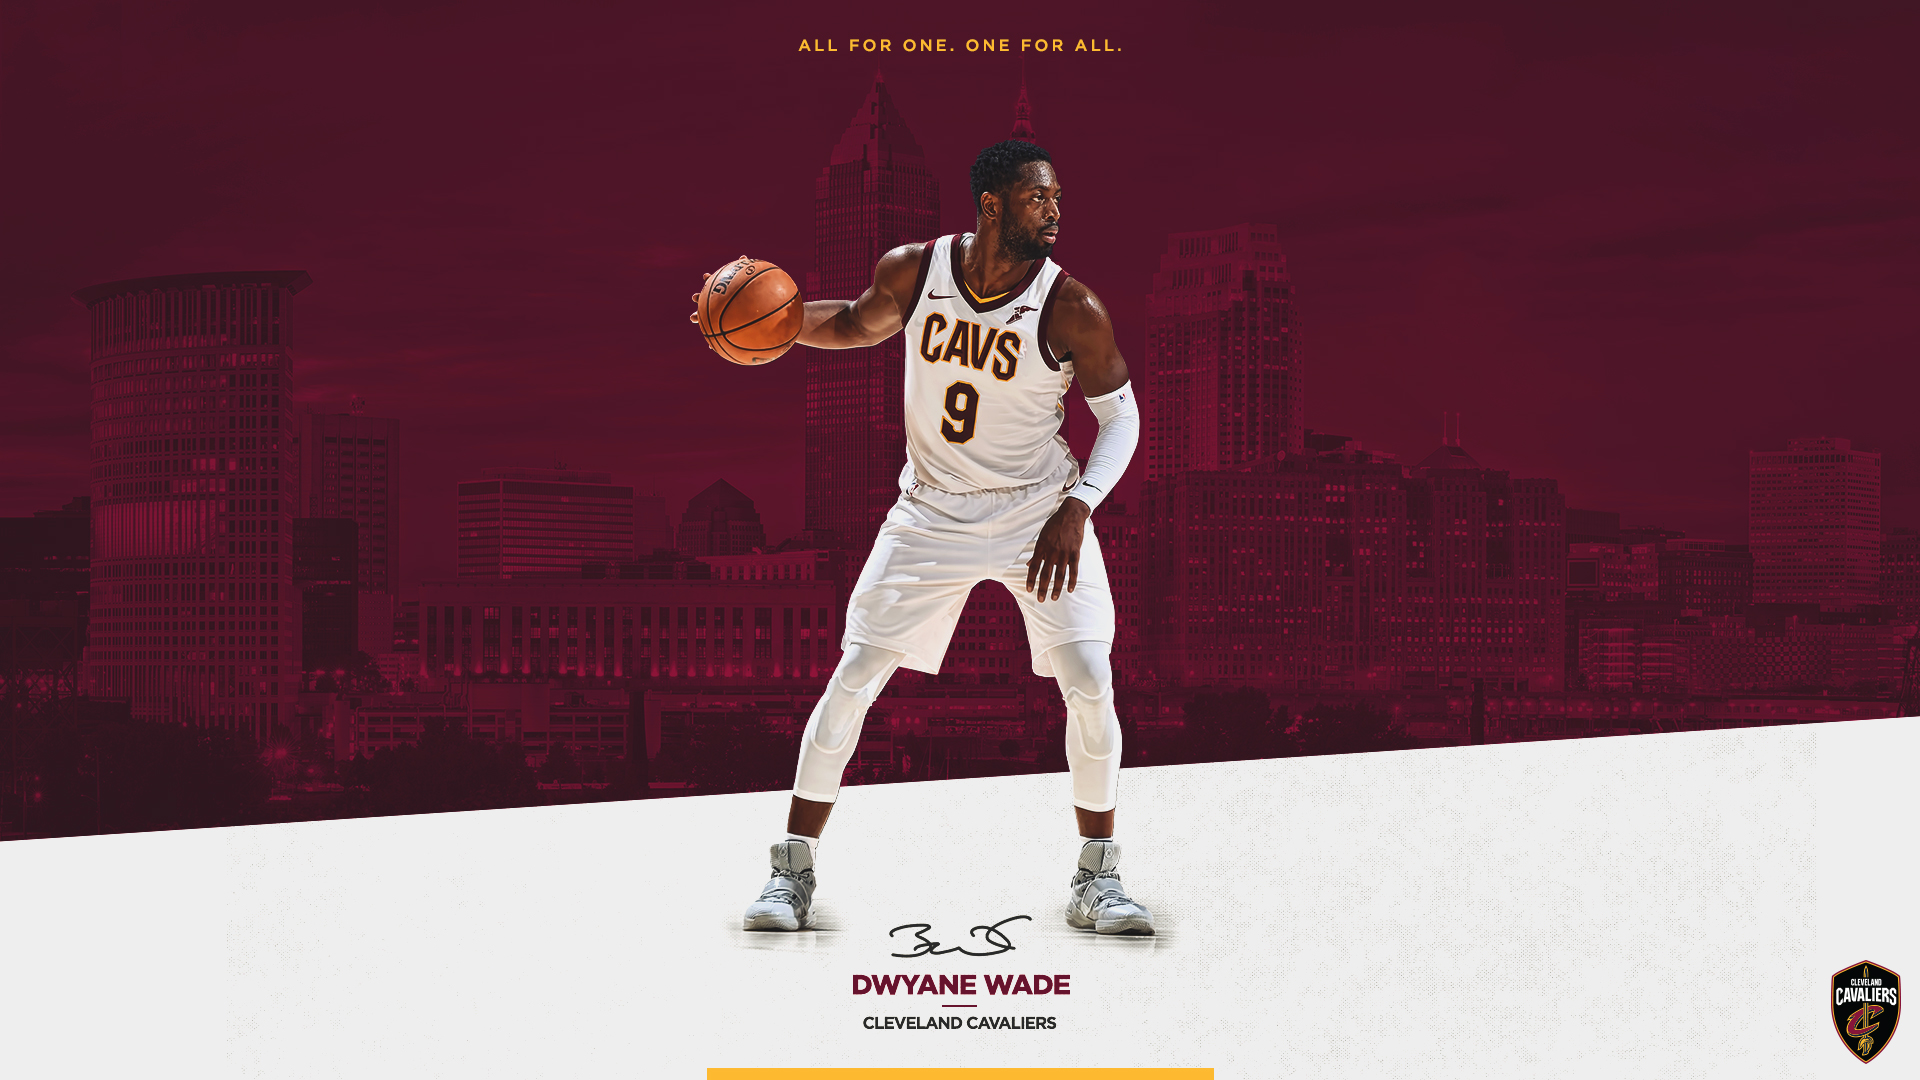 ALL FOR ONE. ONE FOR ALL.
CAVS
9
DWYANE WADE
CLEVELAND CAVALIERS
CLEVELAND
CAVALIERS